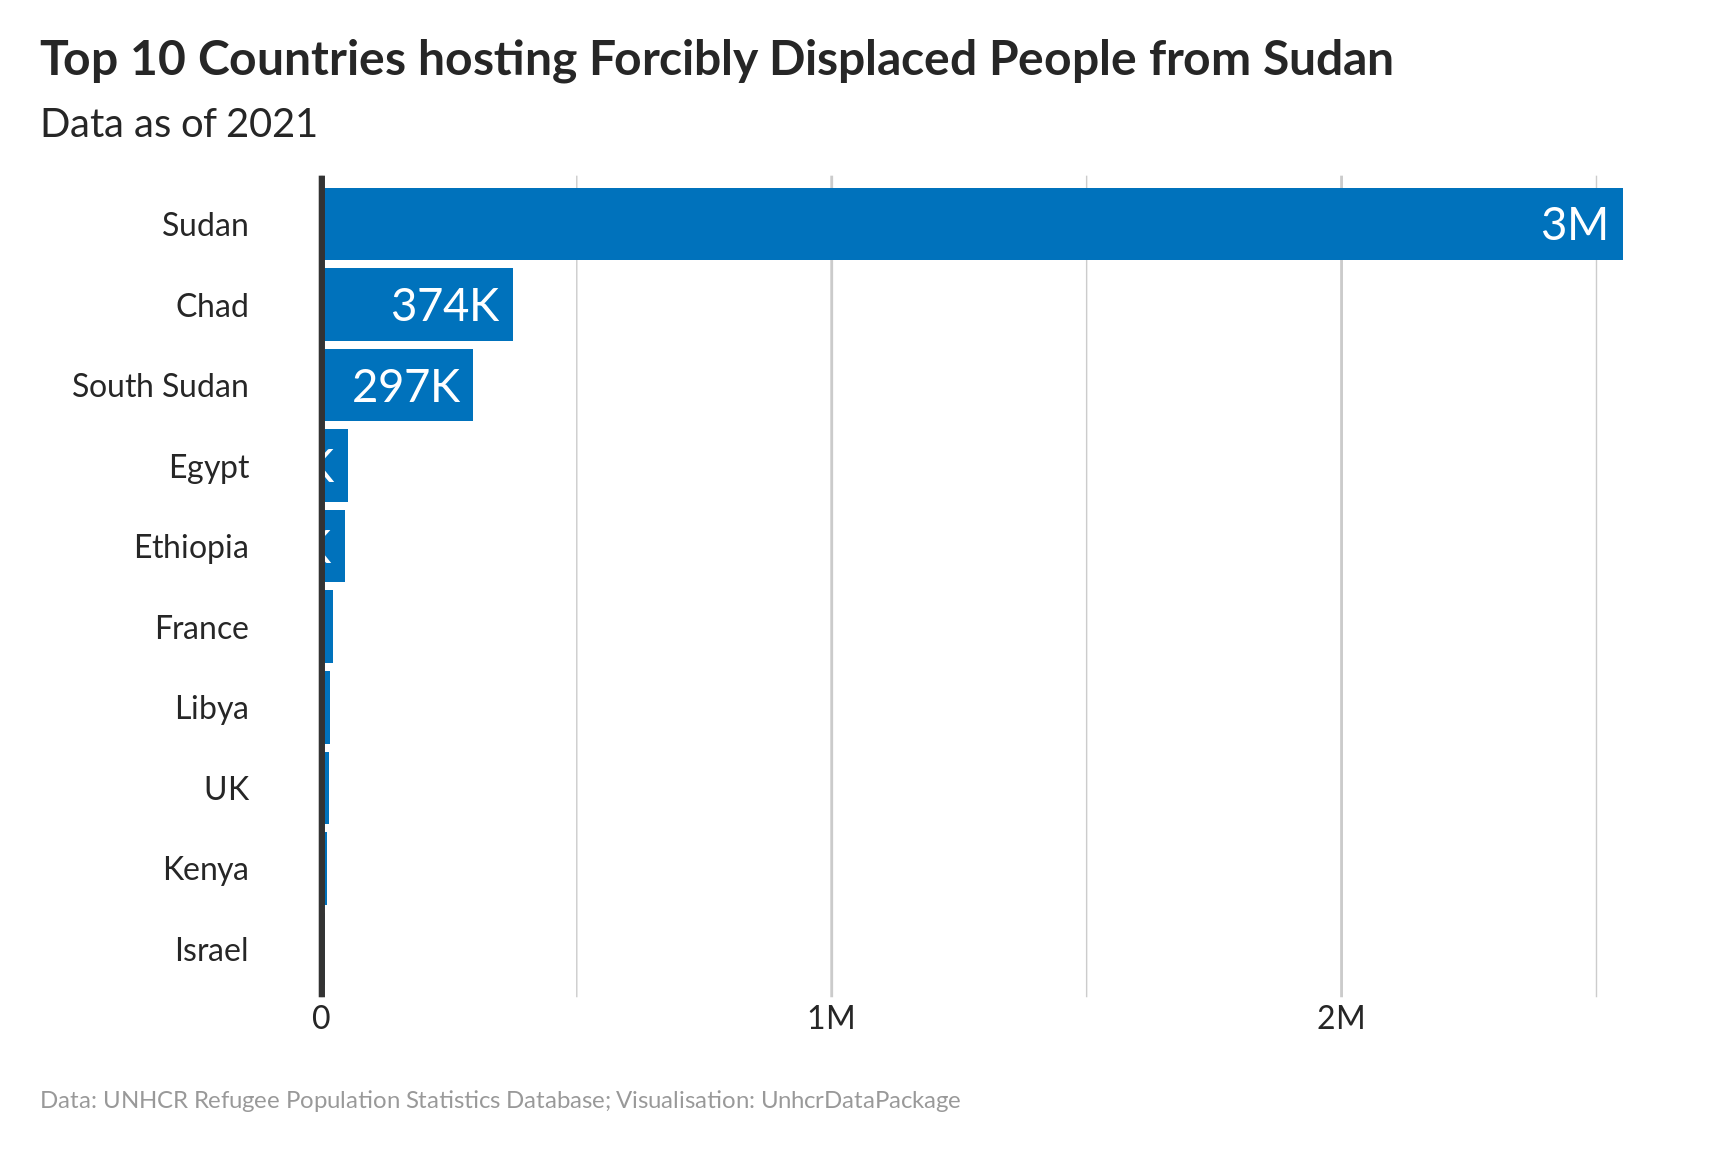 Top 10 Countries hosting Forcibly Displaced People from Sudan
Data as of 2021
Sudan 3M
Chad 374K
South Sudan 297K
Egypt
Ethiopia
France
Libya
UK
Kenya
Israel
0 1M 2M
Data: UNHCR Refugee Population Statistics Database; Visualisation: UnhcrDataPackage